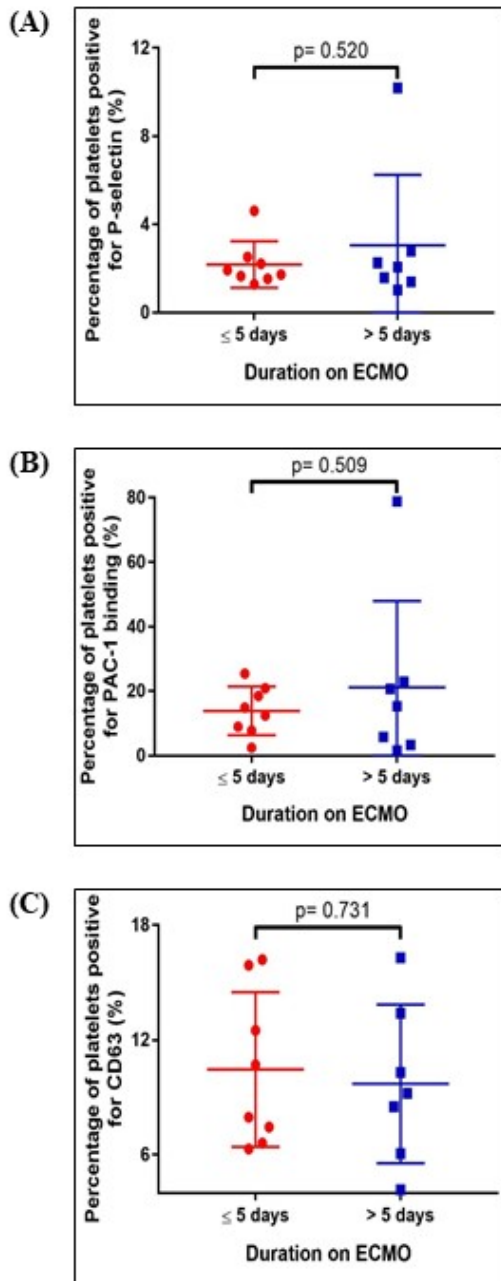 (A)
Percentage of platelets positive
for P-selectin (%)
p= 0.520
12
8
4
0
≤ 5 days
> 5 days
Duration on ECMO
(B)
Percentage of platelets positive
for PAC-1 binding (%)
p= 0.509
80
60
40
20
0
≤ 5 days
> 5 days
Duration on ECMO
(C)
Percentage of platelets positive
for CD63 (%)
p= 0.731
18
12
6
≤ 5 days
> 5 days
Duration on ECMO